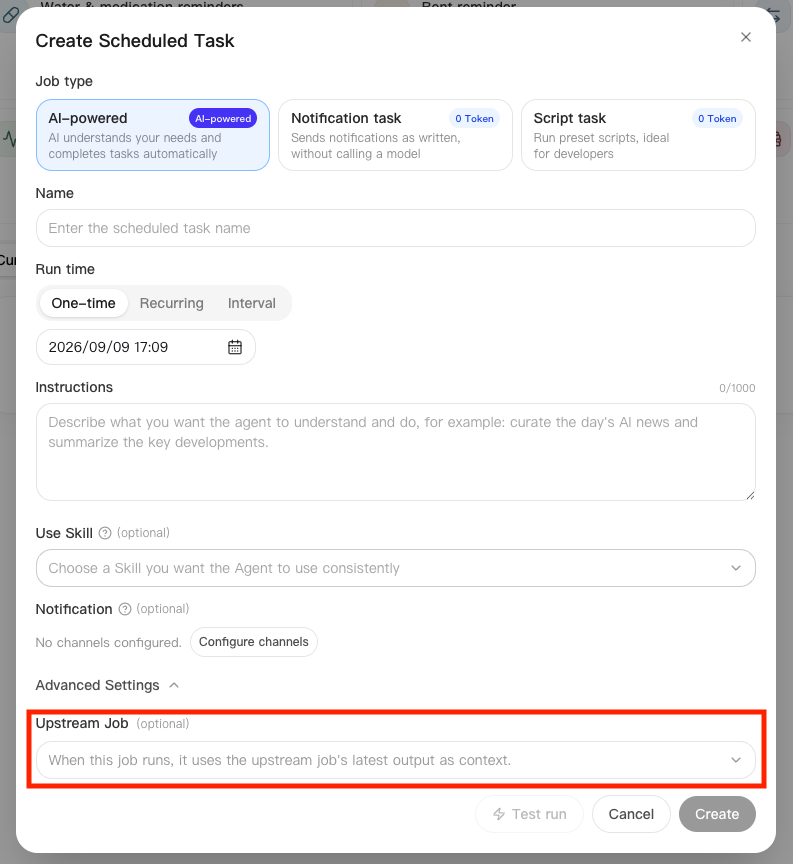 Water & medication reminders
Rent reminder
Create Scheduled Task
Job type
AI-powered
AI-powered
AI understands your needs and
completes tasks automatically
Notification task
0 Token
Sends notifications as written,
without calling a model
Script task
0 Token
Run preset scripts, ideal
for developers
Name
Enter the scheduled task name
Run time
One-time
Recurring
Interval
2026/09/09 17:09
Instructions
0/1000
Describe what you want the agent to understand and do, for example: curate the day's AI news and
summarize the key developments.
Use Skill ? (optional)
Choose a Skill you want the Agent to use consistently
Notification ? (optional)
No channels configured.
Configure channels
Advanced Settings
Upstream Job (optional)
When this job runs, it uses the upstream job's latest output as context.
Test run
Cancel
Create